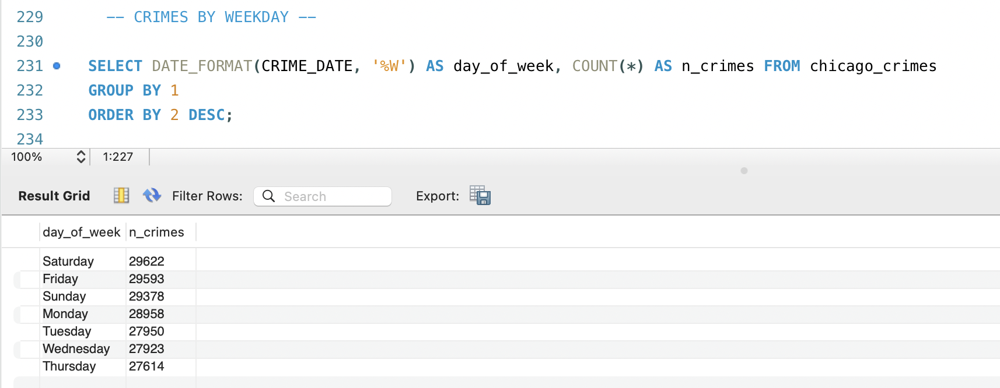 229 -- CRIMES BY WEEKDAY --
230
231 SELECT DATE_FORMAT(CRIME_DATE, '%W') AS day_of_week, COUNT(*) AS n_crimes FROM chicago_crimes
232 GROUP BY 1
233 ORDER BY 2 DESC;
234
100% 1:227
Result Grid Filter Rows: Search Export:
day_of_week n_crimes
Saturday 29622
Friday 29593
Sunday 29378
Monday 28958
Tuesday 27950
Wednesday 27923
Thursday 27614